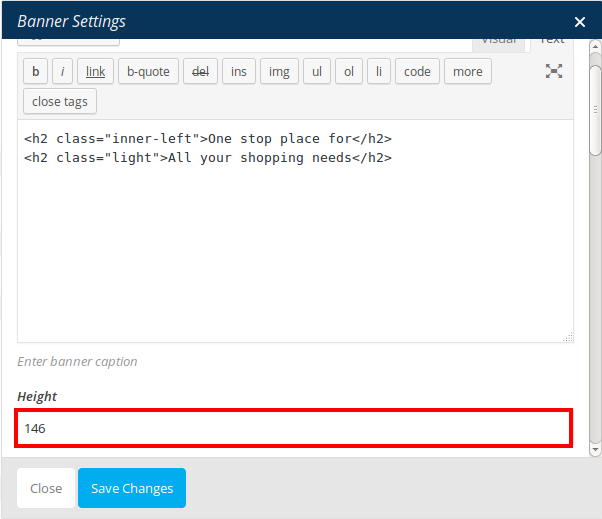 Banner Settings ×
Visual Text
b i link b-quote del ins img ul ol li code more
close tags
<h2 class="inner-left">One stop place for</h2>
<h2 class="light">All your shopping needs</h2>
Enter banner caption
Height
146
Close Save Changes